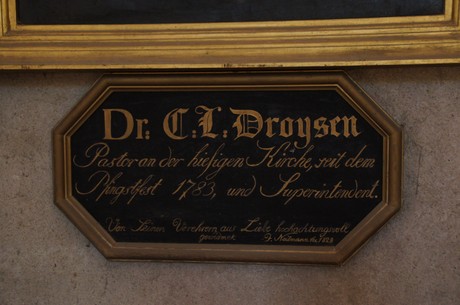 Dr. C. L. Droysen
Pastor an der hiesigen Kirche, seit dem
Pfingstfest 1783, und Superintendent.
Von Seinen Verehrern aus Liebe hochachtungsvoll